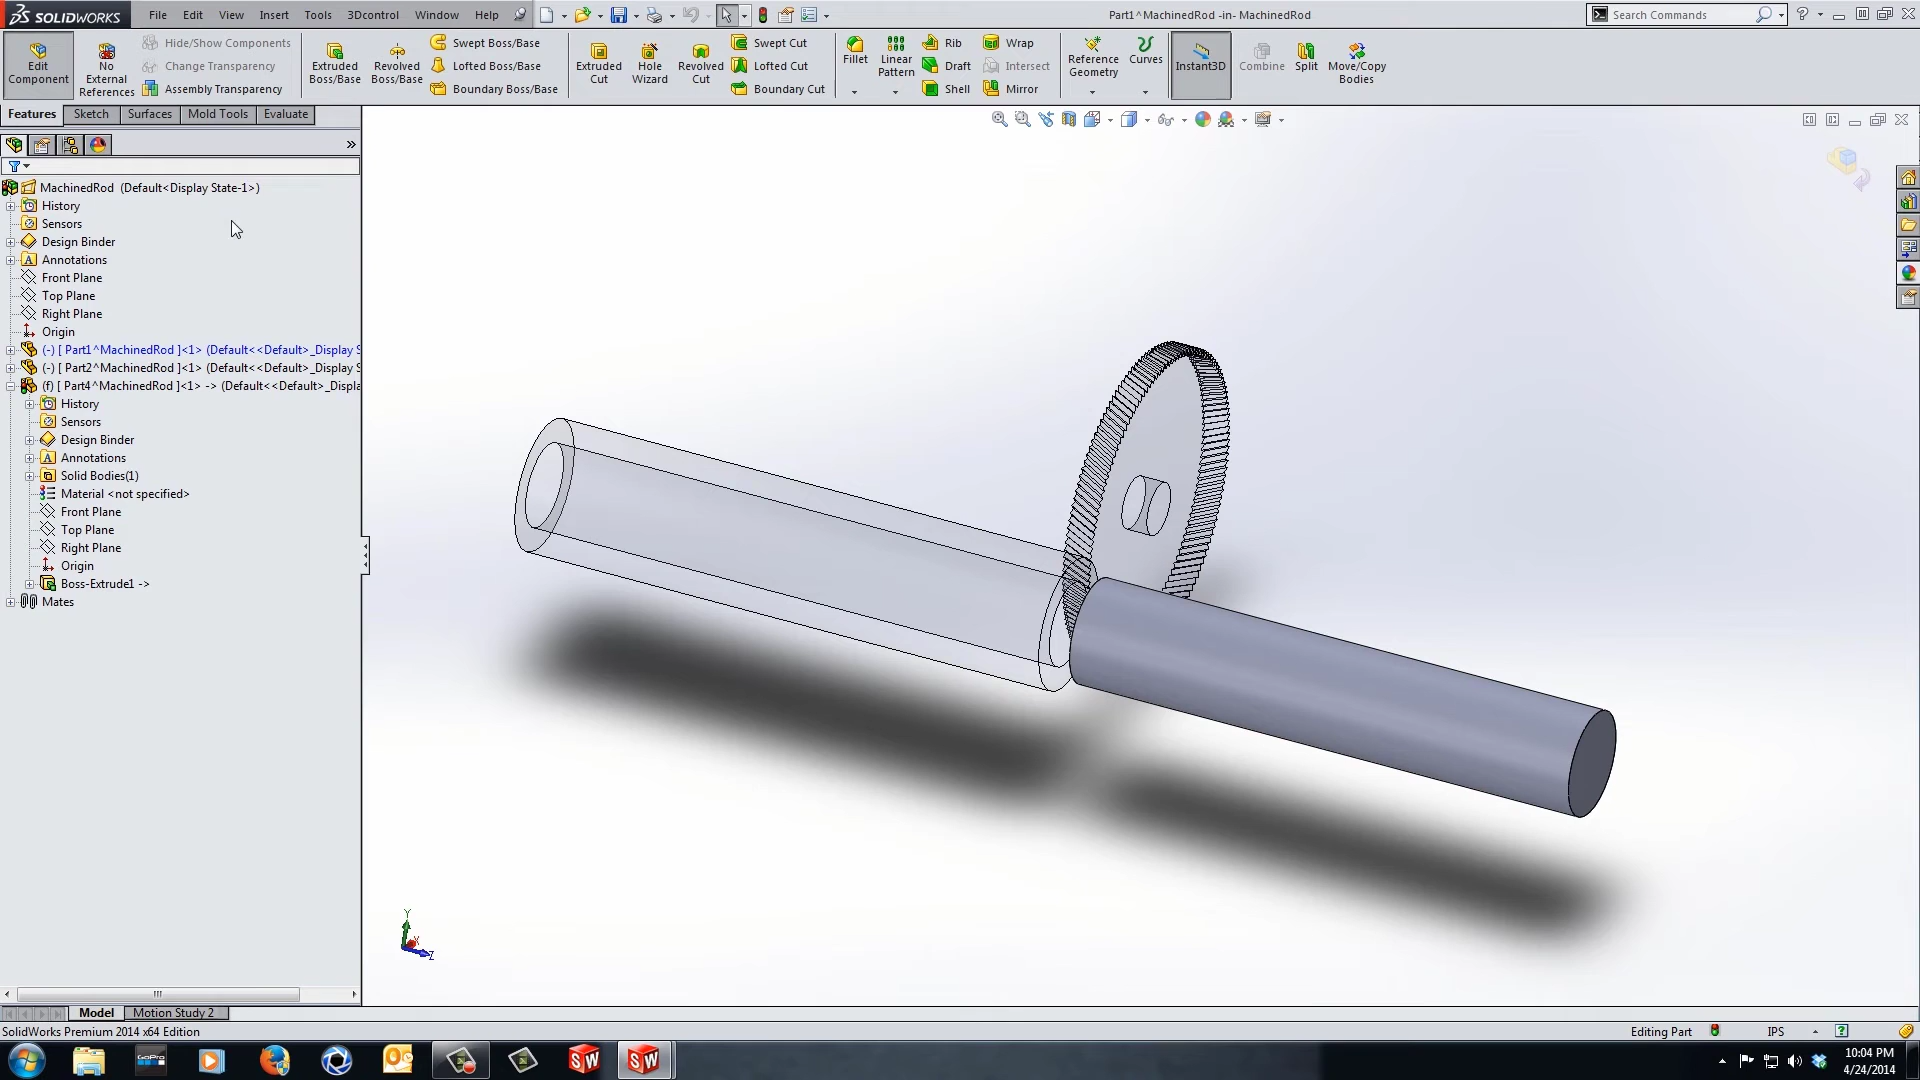 SOLIDWORKS File Edit View Insert Tools 3Dcontrol Window Help Part1^MachinedRod -in- MachinedRod Search Commands
Edit Component
No External References
Hide/Show Components
Change Transparency
Assembly Transparency
Extruded Boss/Base
Revolved Boss/Base
Swept Boss/Base
Lofted Boss/Base
Boundary Boss/Base
Extruded Cut
Hole Wizard
Revolved Cut
Swept Cut
Lofted Cut
Boundary Cut
Fillet
Linear Pattern
Rib
Draft
Shell
Wrap
Intersect
Mirror
Reference Geometry
Curves
Instant3D
Combine
Split
Move/Copy Bodies
Features Sketch Surfaces Mold Tools Evaluate
MachinedRod (Default<Display State-1>)
History
Sensors
Design Binder
Annotations
Front Plane
Top Plane
Right Plane
Origin
(-) [ Part1^MachinedRod ]<1> (Default<<Default>_Display S
(-) [ Part2^MachinedRod ]<1> (Default<<Default>_Display S
(f) [ Part4^MachinedRod ]<1> -> (Default<<Default>_Displa
History
Sensors
Design Binder
Annotations
Solid Bodies(1)
Material <not specified>
Front Plane
Top Plane
Right Plane
Origin
Boss-Extrude1 ->
Mates
Y
X
Z
Model Motion Study 2
SolidWorks Premium 2014 x64 Edition Editing Part IPS
GoPro SW SW 10:04 PM
4/24/2014